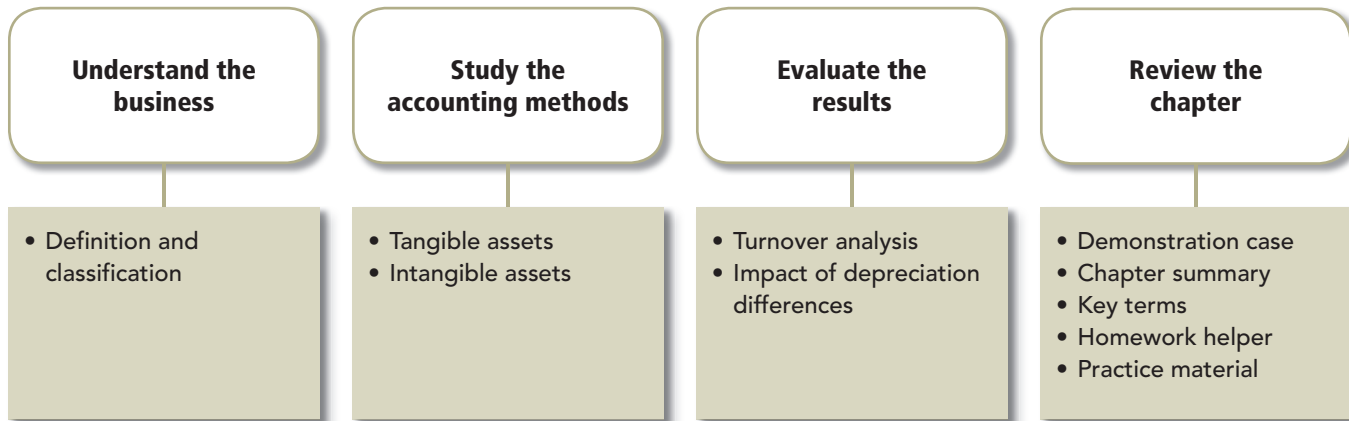 Understand the
business
• Definition and
classification
Study the
accounting methods
• Tangible assets
• Intangible assets
Evaluate the
results
• Turnover analysis
• Impact of depreciation
differences
Review the
chapter
• Demonstration case
• Chapter summary
• Key terms
• Homework helper
• Practice material